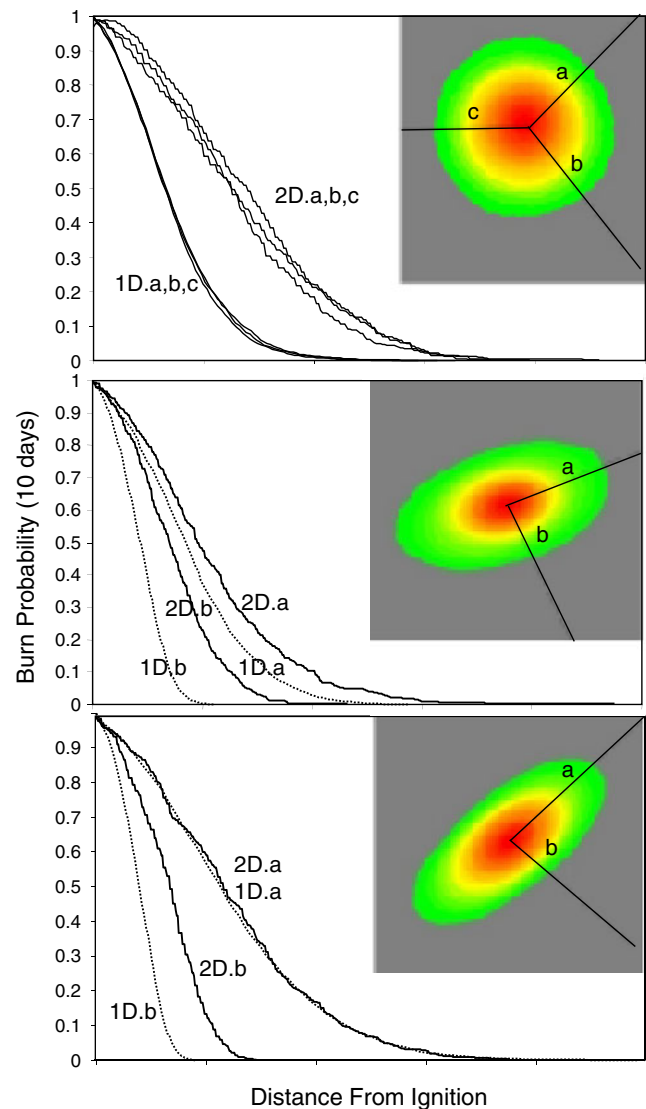 1
0.9
0.8
0.7
0.6
0.5
0.4
0.3
0.2
0.1
0
2D.a,b,c
1D.a,b,c
a
c
b
1
0.9
0.8
0.7
0.6
0.5
0.4
0.3
0.2
0.1
0
2D.a
2D.b
1D.a
1D.b
a
b
Burn Probability (10 days)
0.9
0.8
0.7
0.6
0.5
0.4
0.3
0.2
0.1
0
2D.a
1D.a
2D.b
1D.b
a
b
Distance From Ignition